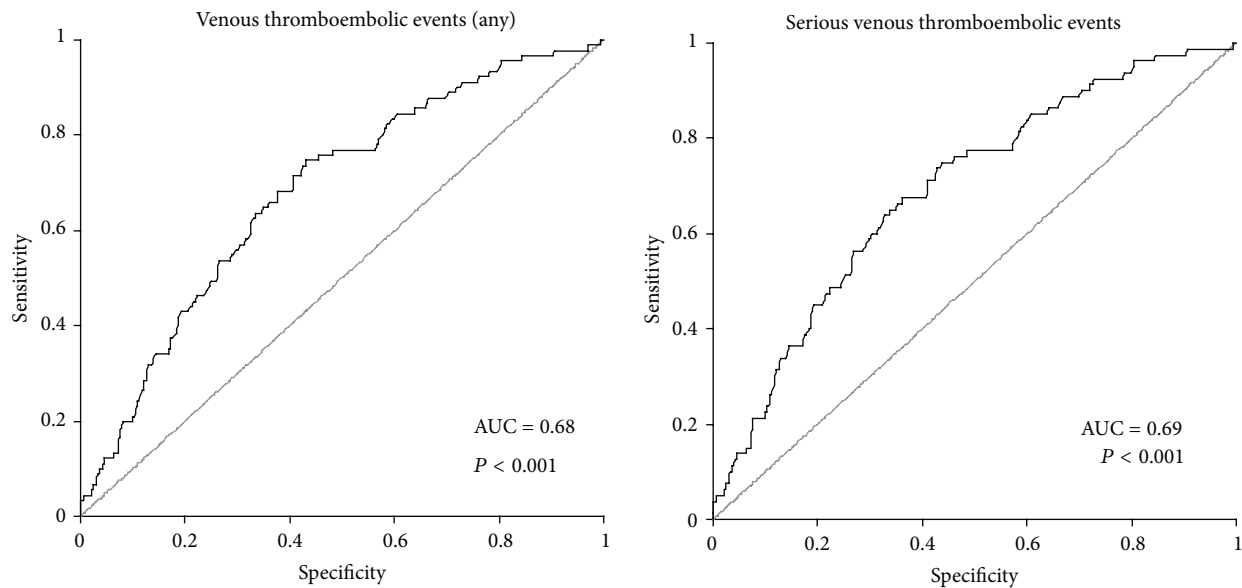 Venous thromboembolic events (any)
1
0.8
0.6
0.4
0.2
0
Sensitivity
AUC = 0.68
P < 0.001
0
0.2
0.4
0.6
0.8
1
Specificity
Serious venous thromboembolic events
1
0.8
0.6
0.4
0.2
0
Sensitivity
AUC = 0.69
P < 0.001
0
0.2
0.4
0.6
0.8
1
Specificity